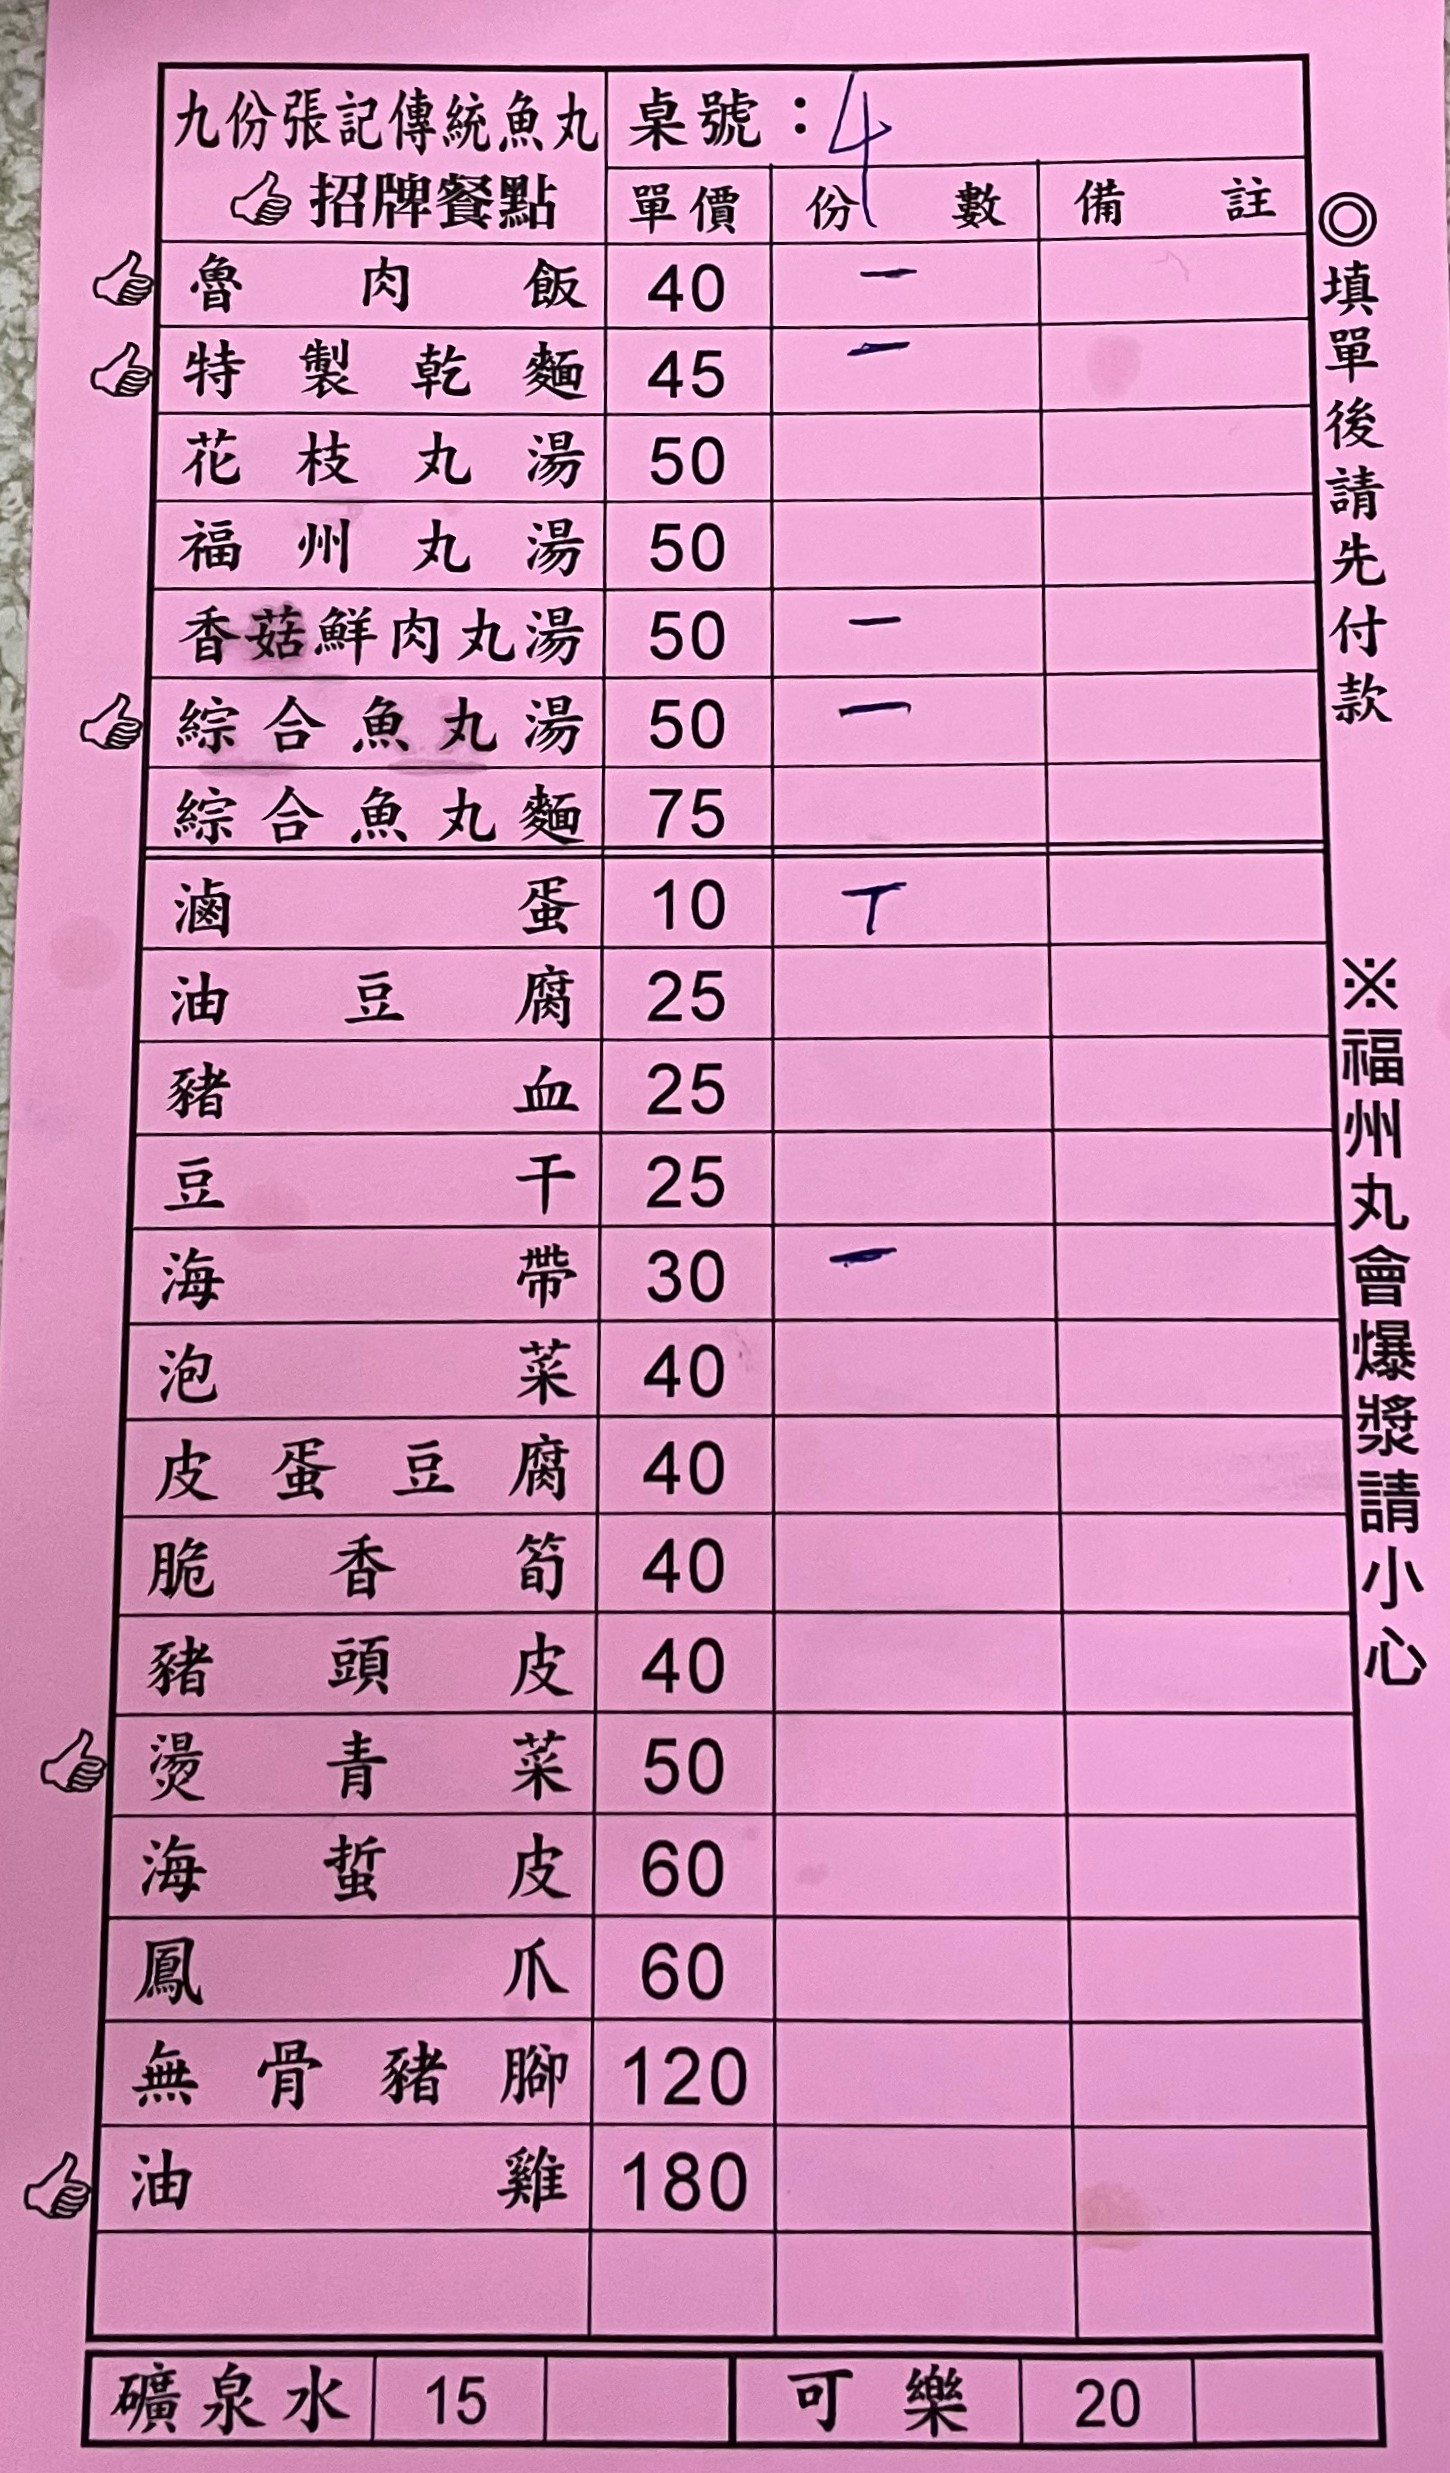 九份張記傳統魚丸 桌號：4
招牌餐點 單價 份數 備註
魯肉飯 40 一
特製乾麵 45 一
花枝丸湯 50
福州丸湯 50
香菇鮮肉丸湯 50 一
綜合魚丸湯 50 一
綜合魚丸麵 75
滷蛋 10 丅
油豆腐 25
豬血 25
豆干 25
海帶 30 一
泡菜 40
皮蛋豆腐 40
脆香筍 40
豬頭皮 40
燙青菜 50
海蜇皮 60
鳳爪 60
無骨豬腳 120
油雞 180
礦泉水 15 可樂 20
◎填單後請先付款
※福州丸會爆漿請小心